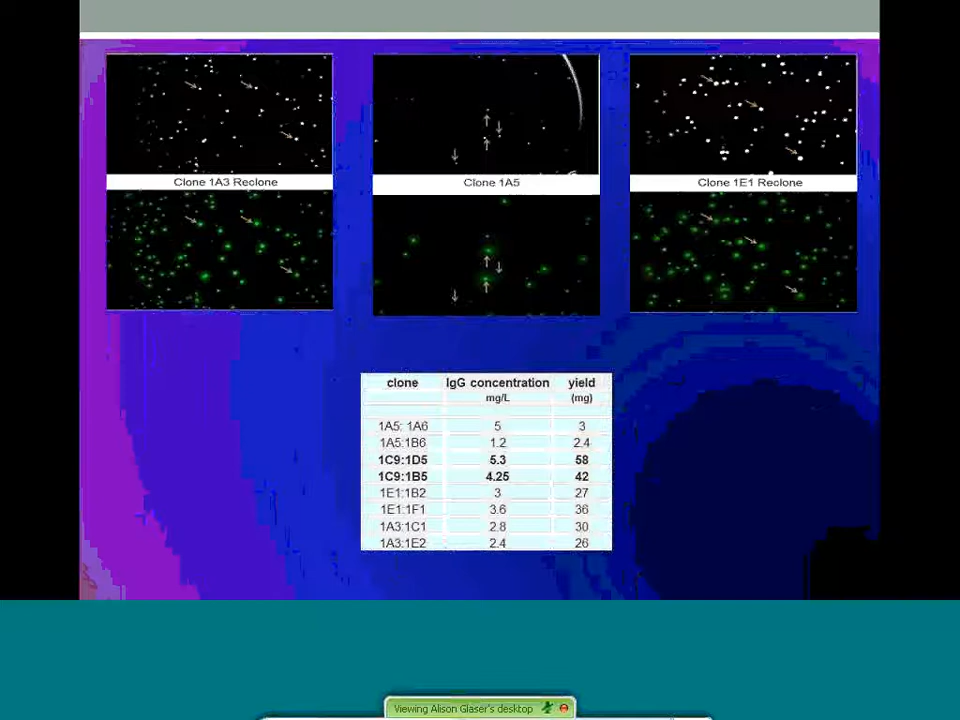 Clone 1A3 Reclone
Clone 1A5
Clone 1E1 Reclone
clone IgG concentration yield
mg/L (mg)
1A5: 1A6 5 3
1A5:1B6 1.2 2.4
1C9:1D5 5.3 58
1C9:1B5 4.25 42
1E1:1B2 3 27
1E1:1F1 3.6 36
1A3:1C1 2.8 30
1A3:1E2 2.4 26
Viewing Alison Glaser's desktop